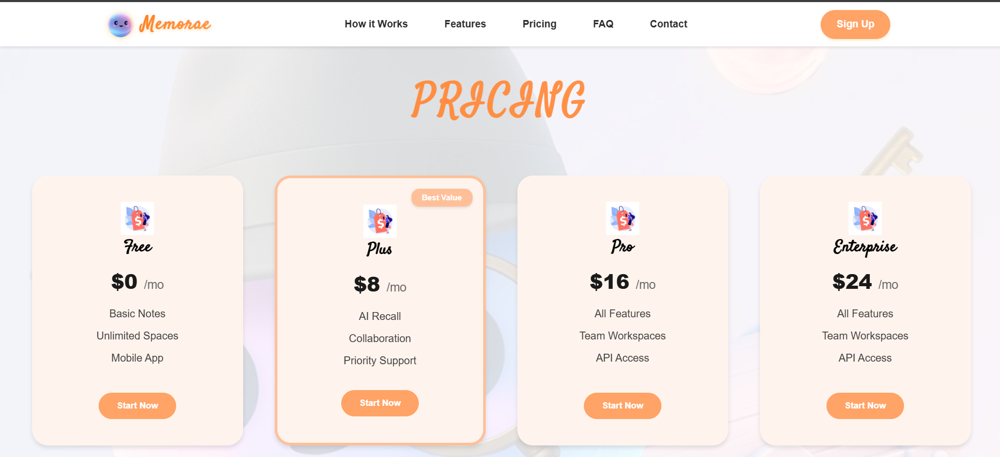 Memorae
How it Works
Features
Pricing
FAQ
Contact
Sign Up
PRICING
$
Free
$0 /mo
Basic Notes
Unlimited Spaces
Mobile App
Start Now
Best Value
$
Plus
$8 /mo
AI Recall
Collaboration
Priority Support
Start Now
$
Pro
$16 /mo
All Features
Team Workspaces
API Access
Start Now
$
Enterprise
$24 /mo
All Features
Team Workspaces
API Access
Start Now